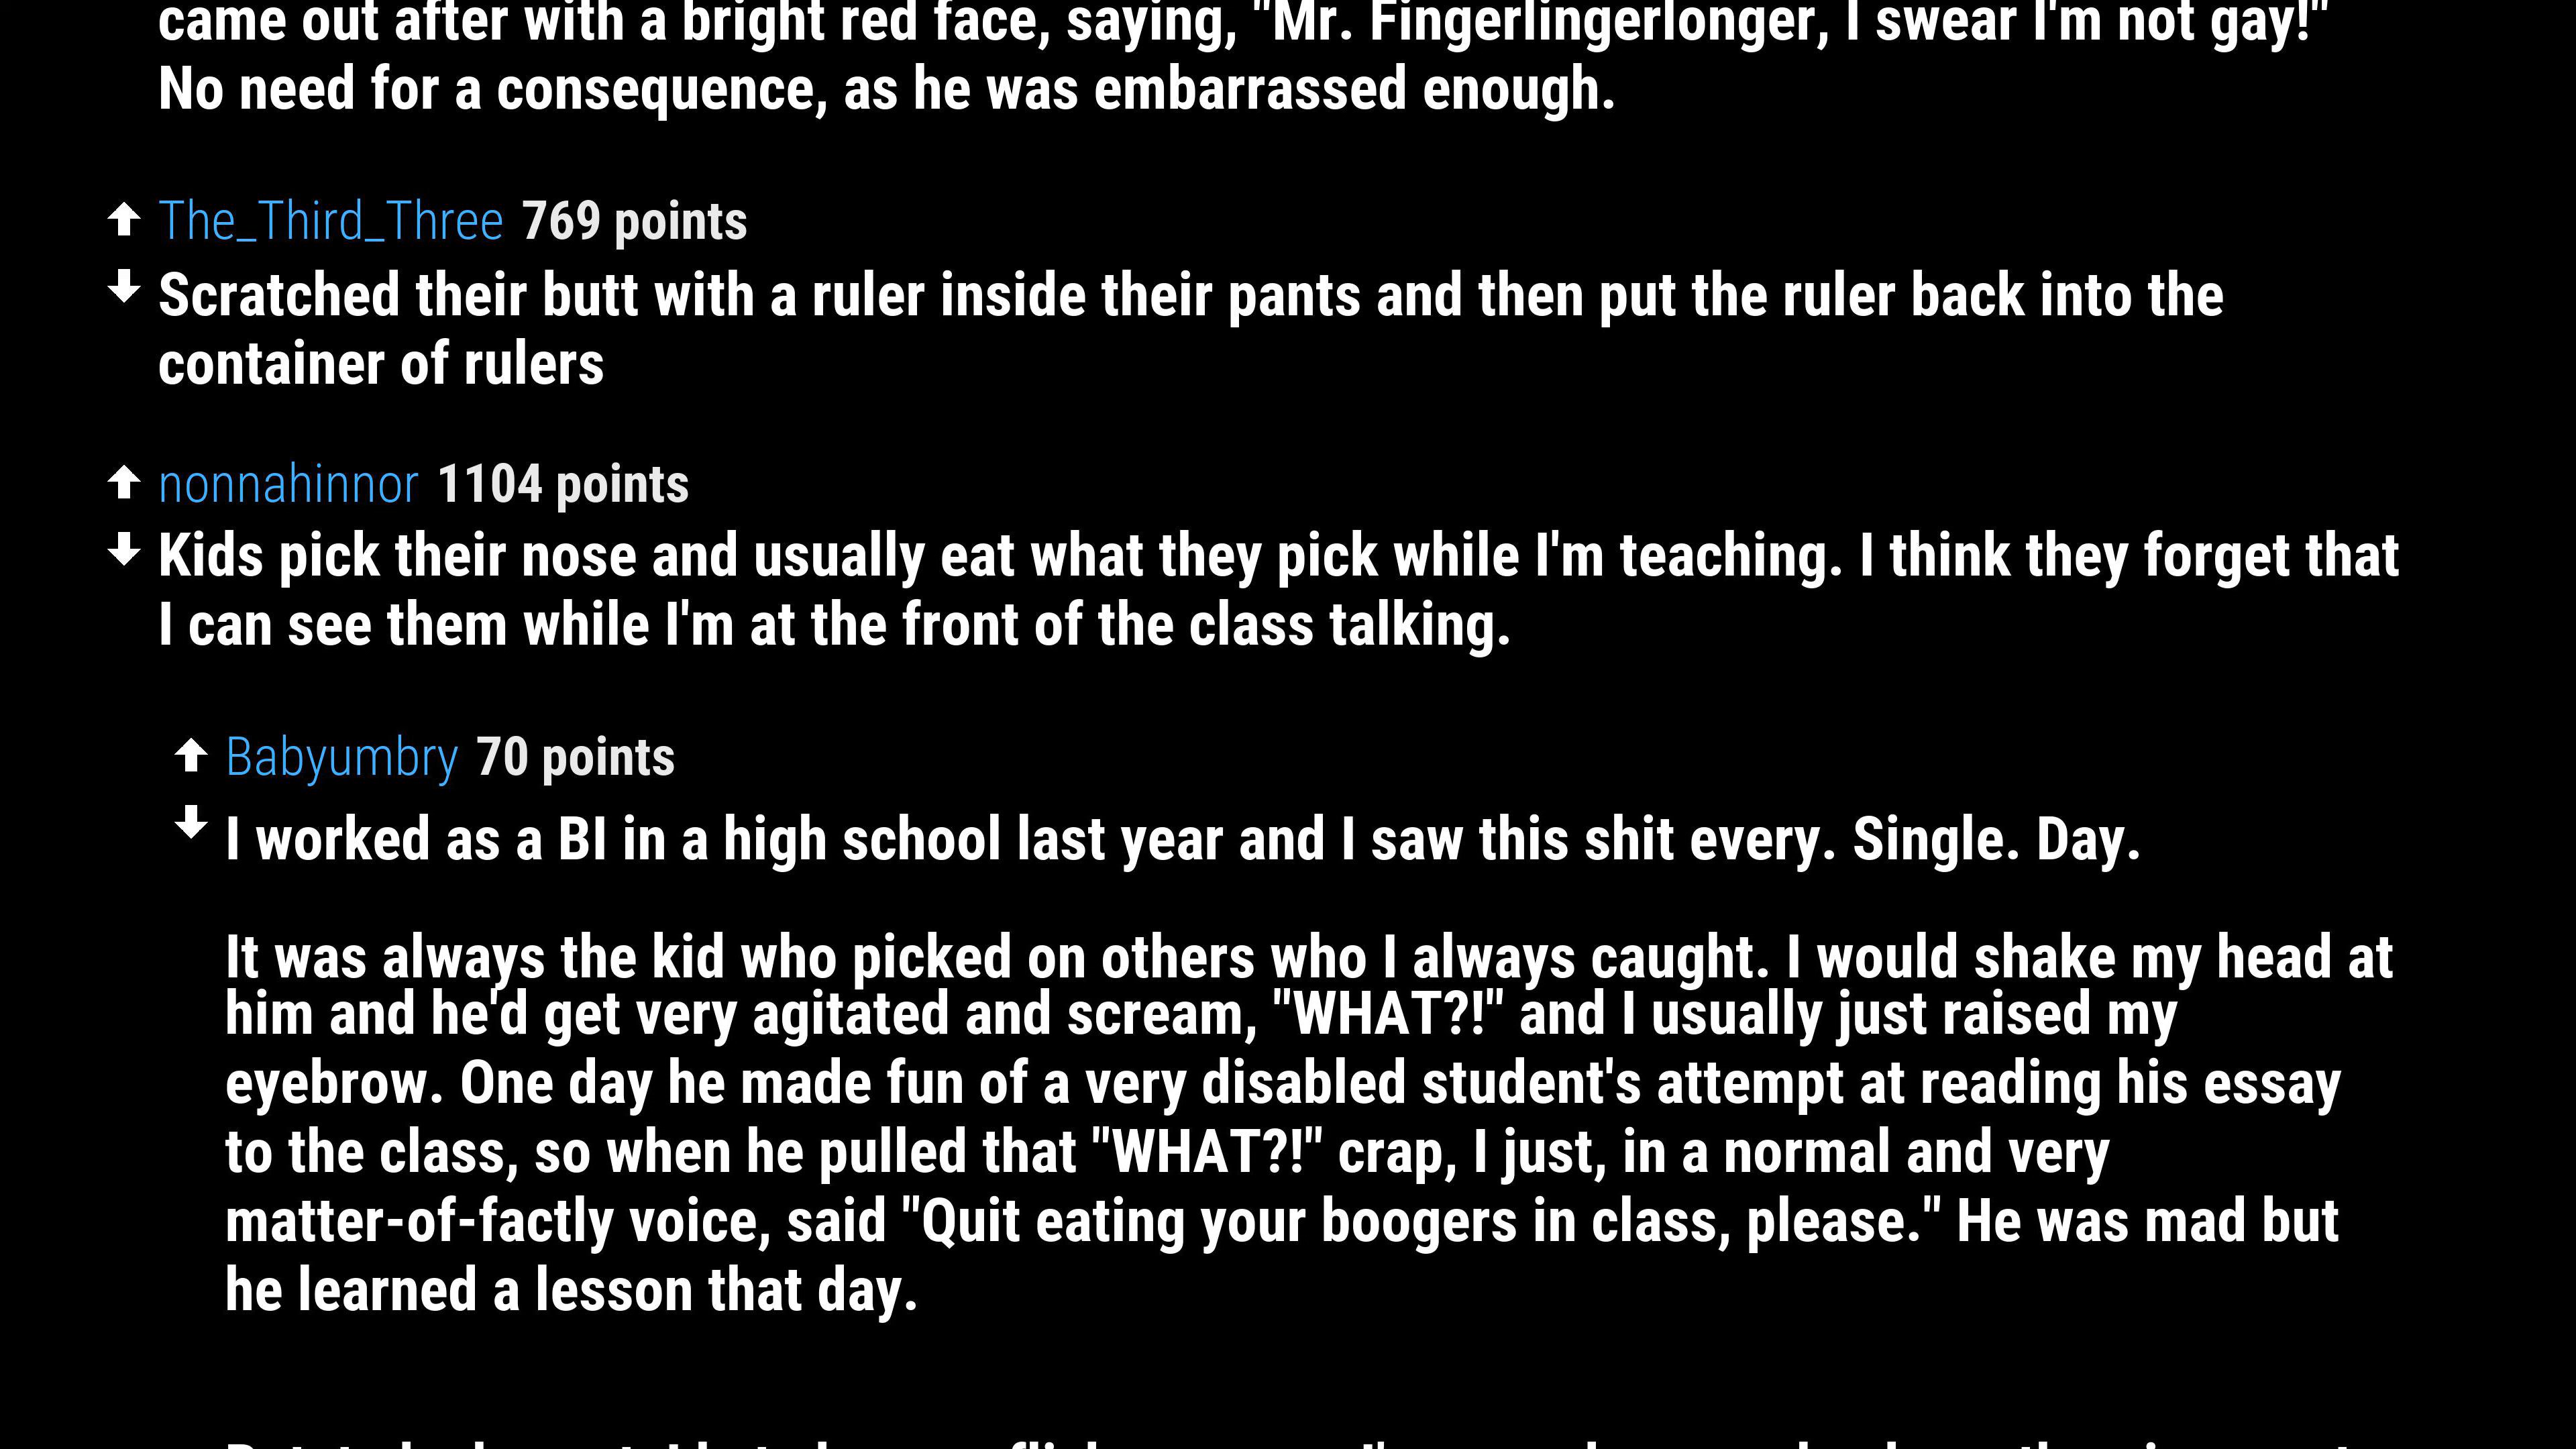 came out after with a bright red face, saying, "Mr. Fingerlingerlonger, I swear I'm not gay!"
No need for a consequence, as he was embarrassed enough.
The_Third_Three 769 points
Scratched their butt with a ruler inside their pants and then put the ruler back into the
container of rulers
nonnahinnor 1104 points
Kids pick their nose and usually eat what they pick while I'm teaching. I think they forget that
I can see them while I'm at the front of the class talking.
Babyumbry 70 points
I worked as a BI in a high school last year and I saw this shit every. Single. Day.
It was always the kid who picked on others who I always caught. I would shake my head at
him and he'd get very agitated and scream, "WHAT?!" and I usually just raised my
eyebrow. One day he made fun of a very disabled student's attempt at reading his essay
to the class, so when he pulled that "WHAT?!" crap, I just, in a normal and very
matter-of-factly voice, said "Quit eating your boogers in class, please." He was mad but
he learned a lesson that day.